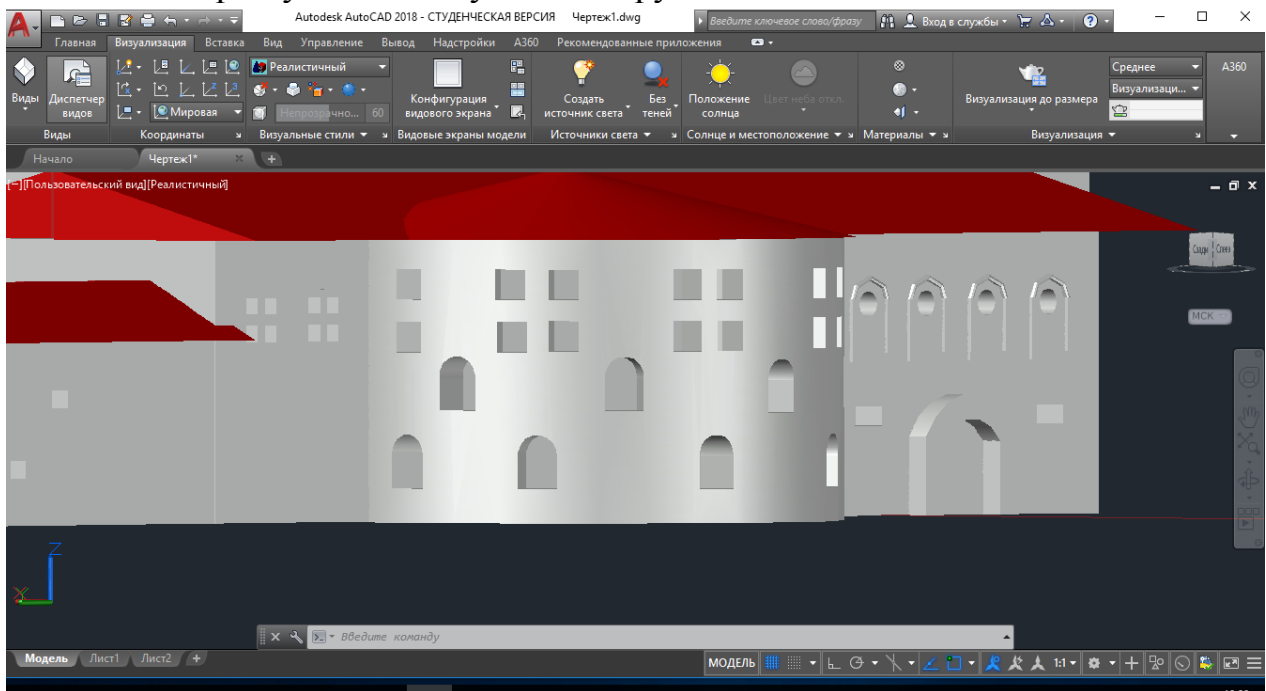 Autodesk AutoCAD 2018 - СТУДЕНЧЕСКАЯ ВЕРСИЯ Чертеж1.dwg
Введите ключевое слово/фразу
Вход в службы
Главная Визуализация Вставка Вид Управление Вывод Надстройки A360 Рекомендованные приложения
Виды
Диспетчер видов
Мировая
Реалистичный
Непрозрачно... 60
Конфигурация видового экрана
Создать источник света
Без теней
Положение солнца
Цвет неба откл.
Визуализация до размера
Среднее
Визуализаци...
A360
Виды Координаты Визуальные стили Видовые экраны модели Источники света Солнце и местоположение Материалы Визуализация
Начало Чертеж1* +
[−][Пользовательский вид][Реалистичный]
Сзади Слева
МСК
Z
X
Введите команду
Модель Лист1 Лист2 +
МОДЕЛЬ 1:1